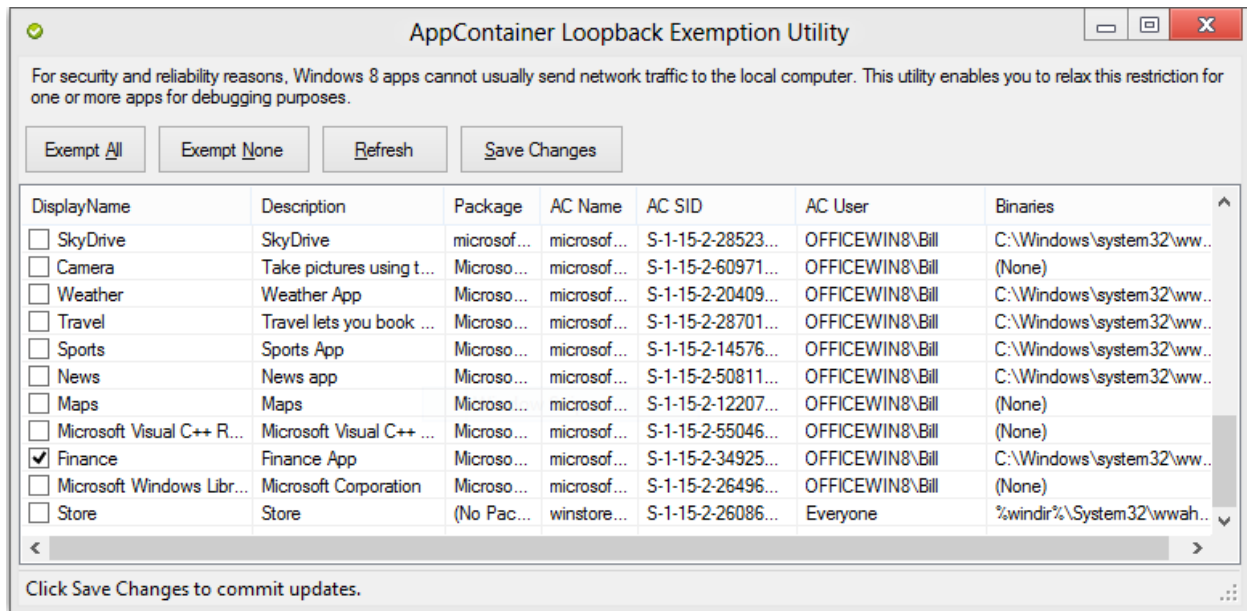 AppContainer Loopback Exemption Utility
For security and reliability reasons, Windows 8 apps cannot usually send network traffic to the local computer. This utility enables you to relax this restriction for
one or more apps for debugging purposes.
Exempt All Exempt None Refresh Save Changes
DisplayName Description Package AC Name AC SID AC User Binaries
SkyDrive SkyDrive microsof... microsof... S-1-15-2-28523... OFFICEWIN8\Bill C:\Windows\system32\ww..
Camera Take pictures using t... Microso... microsof... S-1-15-2-60971... OFFICEWIN8\Bill (None)
Weather Weather App Microso... microsof... S-1-15-2-20409... OFFICEWIN8\Bill C:\Windows\system32\ww..
Travel Travel lets you book ... Microso... microsof... S-1-15-2-28701... OFFICEWIN8\Bill C:\Windows\system32\ww..
Sports Sports App Microso... microsof... S-1-15-2-14576... OFFICEWIN8\Bill C:\Windows\system32\ww..
News News app Microso... microsof... S-1-15-2-50811... OFFICEWIN8\Bill C:\Windows\system32\ww..
Maps Maps Microso... microsof... S-1-15-2-12207... OFFICEWIN8\Bill (None)
Microsoft Visual C++ R... Microsoft Visual C++ ... Microso... microsof... S-1-15-2-55046... OFFICEWIN8\Bill (None)
Finance Finance App Microso... microsof... S-1-15-2-34925... OFFICEWIN8\Bill C:\Windows\system32\ww..
Microsoft Windows Libr... Microsoft Corporation Microso... microsof... S-1-15-2-26496... OFFICEWIN8\Bill (None)
Store Store (No Pac... winstore... S-1-15-2-26086... Everyone %windir%\System32\wwah..
Click Save Changes to commit updates.